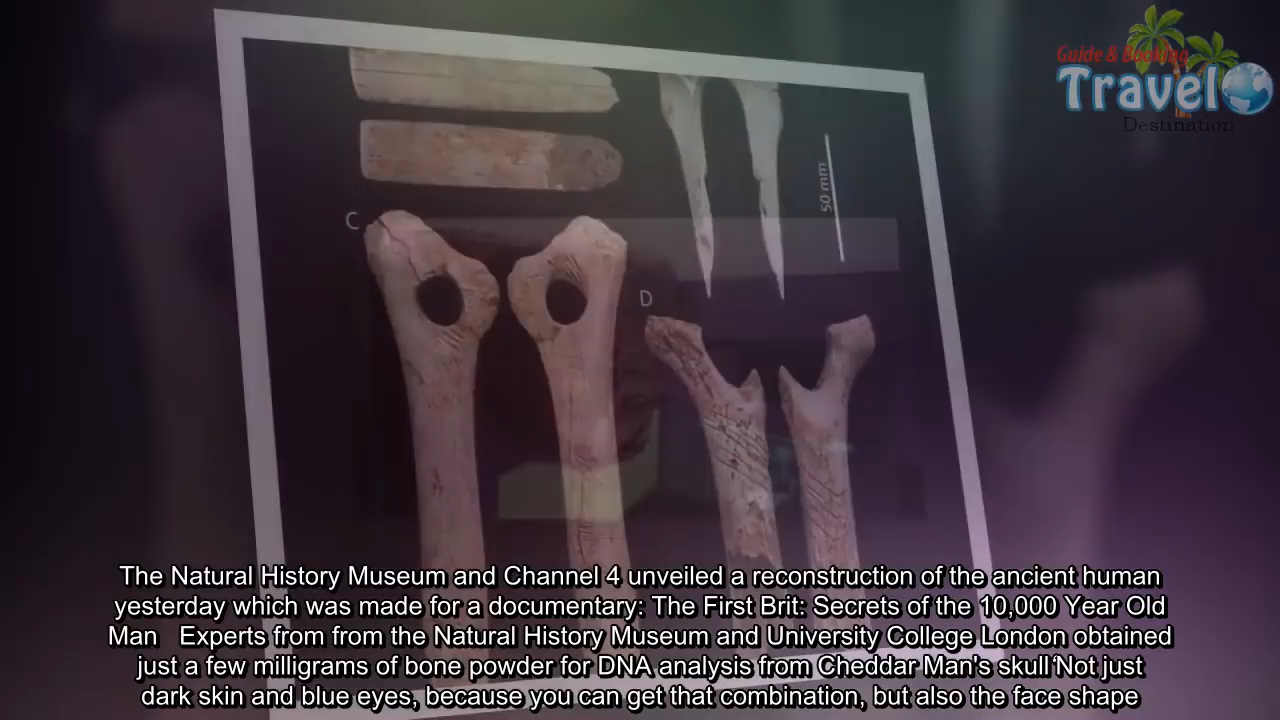 Guide & Booking
Travel
Destination
50 mm
C
D
The Natural History Museum and Channel 4 unveiled a reconstruction of the ancient human
yesterday which was made for a documentary: The First Brit: Secrets of the 10,000 Year Old
Man   Experts from from the Natural History Museum and University College London obtained
just a few milligrams of bone powder for DNA analysis from Cheddar Man's skull‘Not just
dark skin and blue eyes, because you can get that combination, but also the face shape